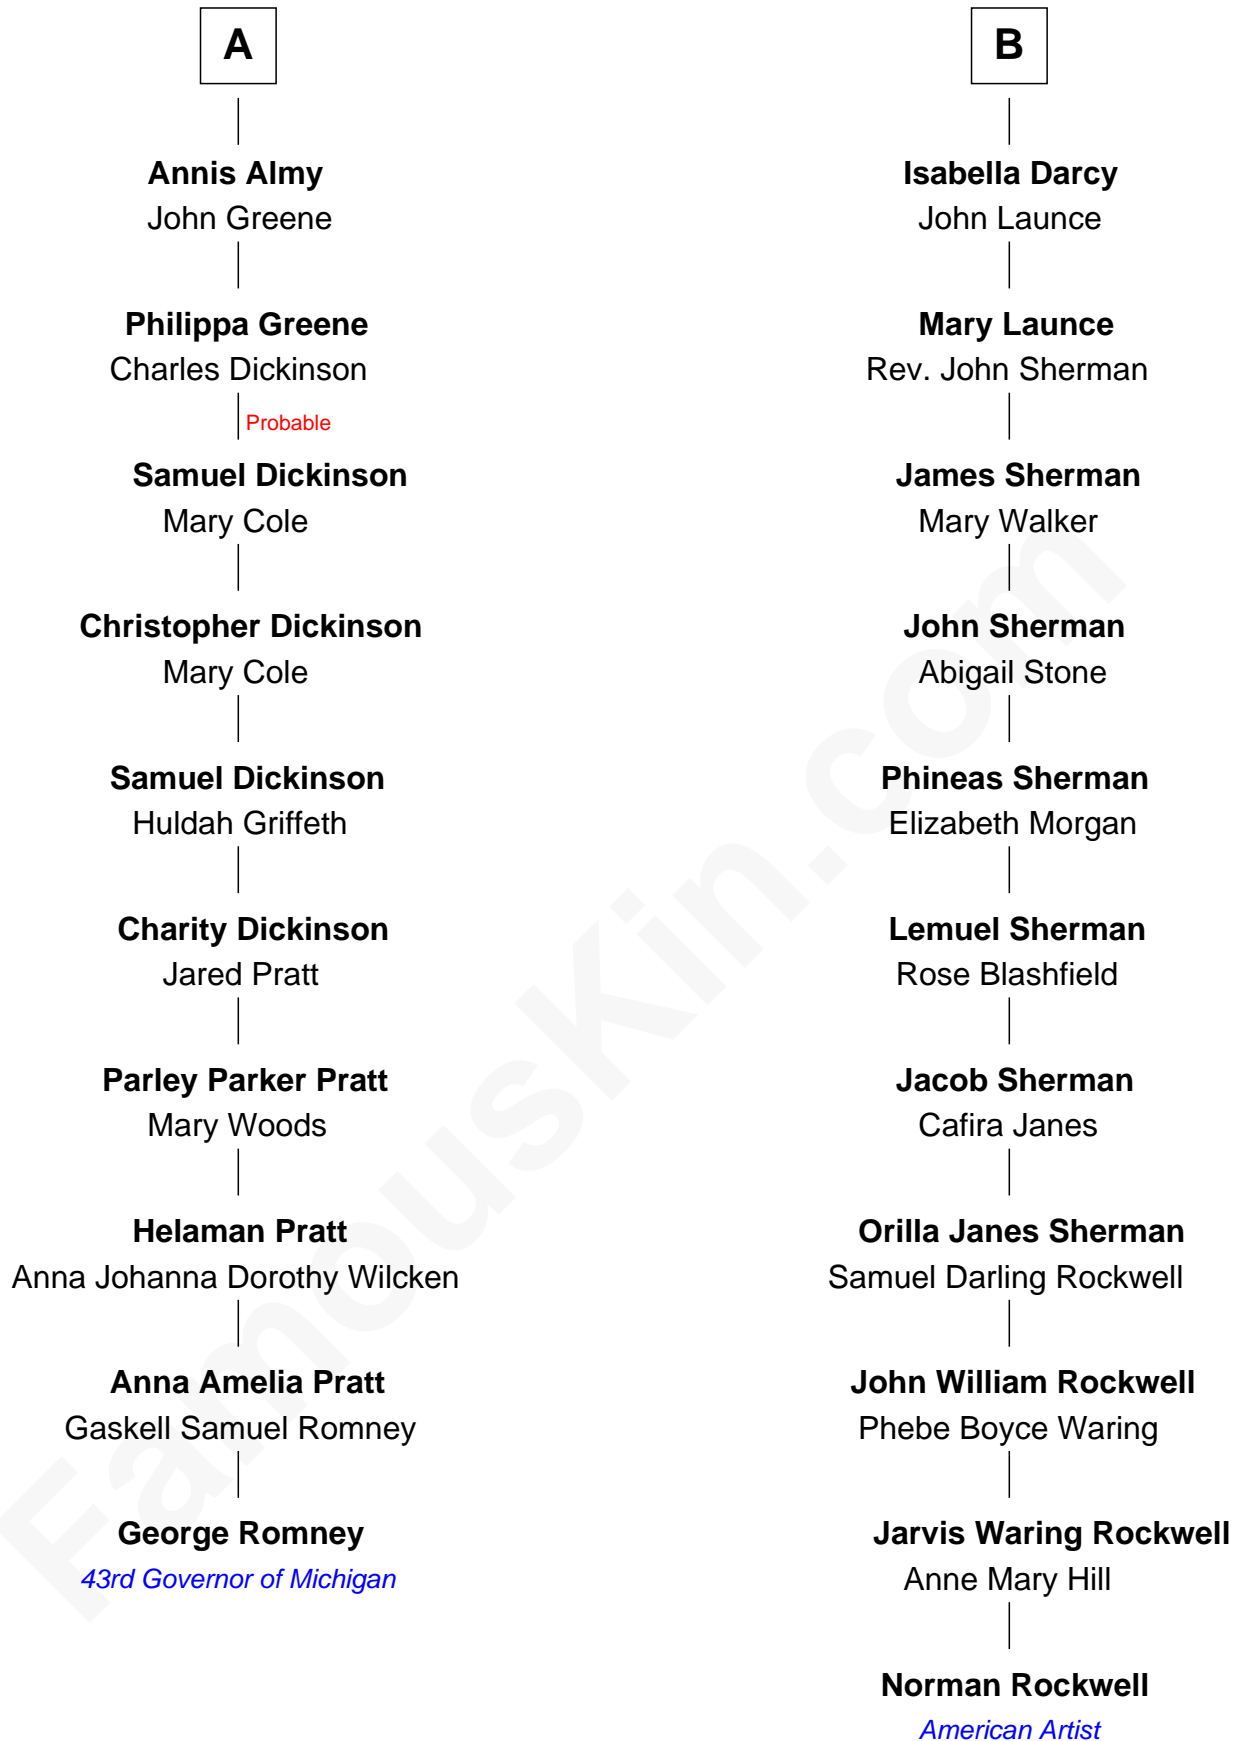 A
Annis Almy
John Greene
Philippa Greene
Charles Dickinson
Probable
Samuel Dickinson
Mary Cole
Christopher Dickinson
Mary Cole
Samuel Dickinson
Huldah Griffeth
Charity Dickinson
Jared Pratt
Parley Parker Pratt
Mary Woods
Helaman Pratt
Anna Johanna Dorothy Wilcken
Anna Amelia Pratt
Gaskell Samuel Romney
George Romney
43rd Governor of Michigan
B
Isabella Darcy
John Launce
Mary Launce
Rev. John Sherman
James Sherman
Mary Walker
John Sherman
Abigail Stone
Phineas Sherman
Elizabeth Morgan
Lemuel Sherman
Rose Blashfield
Jacob Sherman
Cafira Janes
Orilla Janes Sherman
Samuel Darling Rockwell
John William Rockwell
Phebe Boyce Waring
Jarvis Waring Rockwell
Anne Mary Hill
Norman Rockwell
American Artist
FamousKin.com